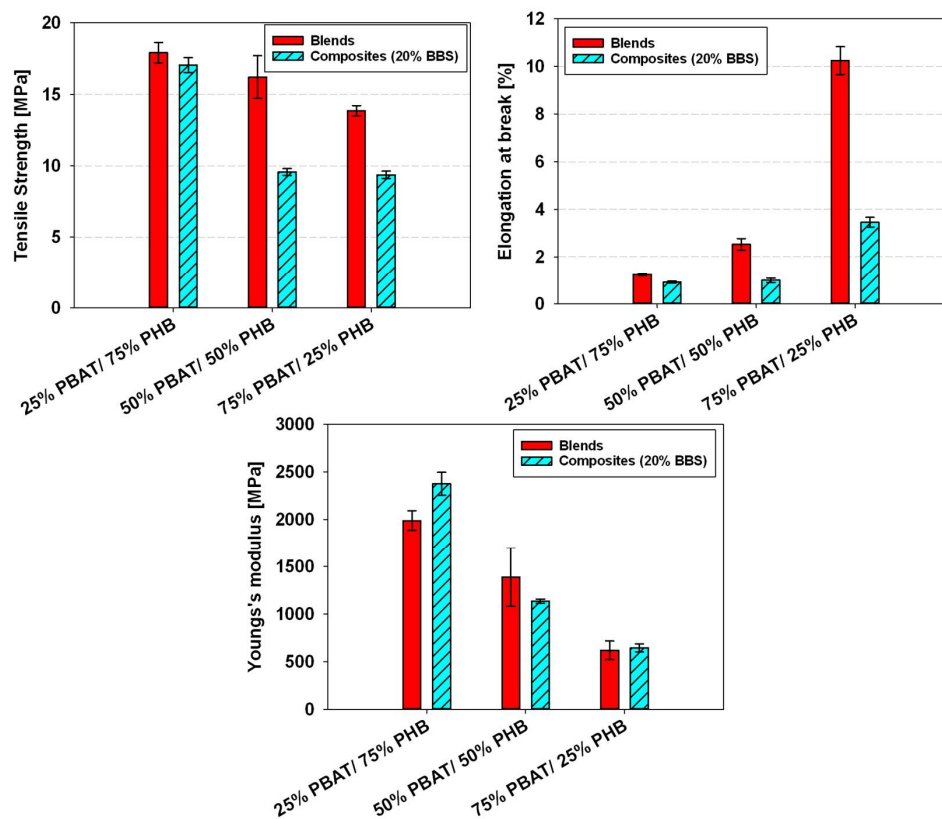 Tensile Strength [MPa]
20
15
10
5
0
Blends
Composites (20% BBS)
25% PBAT/ 75% PHB
50% PBAT/ 50% PHB
75% PBAT/ 25% PHB
Elongation at break [%]
12
10
8
6
4
2
0
Blends
Composites (20% BBS)
25% PBAT/ 75% PHB
50% PBAT/ 50% PHB
75% PBAT/ 25% PHB
Youngs's modulus [MPa]
3000
2500
2000
1500
1000
500
0
Blends
Composites (20% BBS)
25% PBAT/ 75% PHB
50% PBAT/ 50% PHB
75% PBAT/ 25% PHB